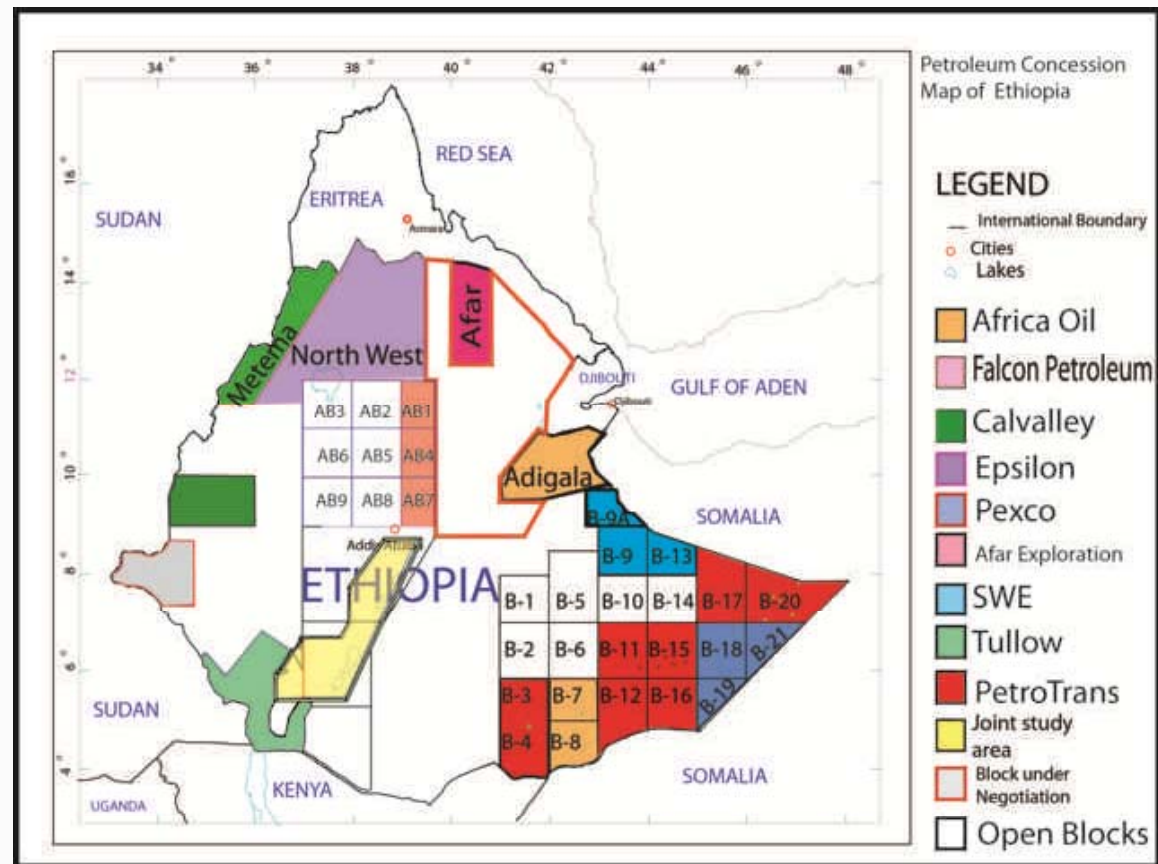 34° 36° 38° 40° 42° 44° 46° 48°
Petroleum Concession
Map of Ethiopia
RED SEA
16°
ERITREA
SUDAN
Asmara
LEGEND
International Boundary
Cities
Lakes
14°
Afar
Africa Oil
Metema
North West
Falcon Petroleum
12°
DJIBOUTI
GULF OF ADEN
Djibouti
AB3 AB2 AB1
Calvalley
AB6 AB5 AB4
Epsilon
10°
Adigala
AB9 AB8 AB7
Pexco
B-9A
SOMALIA
Addis Ababa
Afar Exploration
B-9 B-13
8°
ETHIOPIA
SWE
B-1 B-5 B-10 B-14 B-17 B-20
Tullow
B-2 B-6 B-11 B-15 B-18 B-21
6°
B-3 B-7 B-12 B-16 B-19
PetroTrans
SUDAN
B-4 B-8
Joint study
area
4°
KENYA
SOMALIA
Block under
Negotiation
UGANDA
Open Blocks